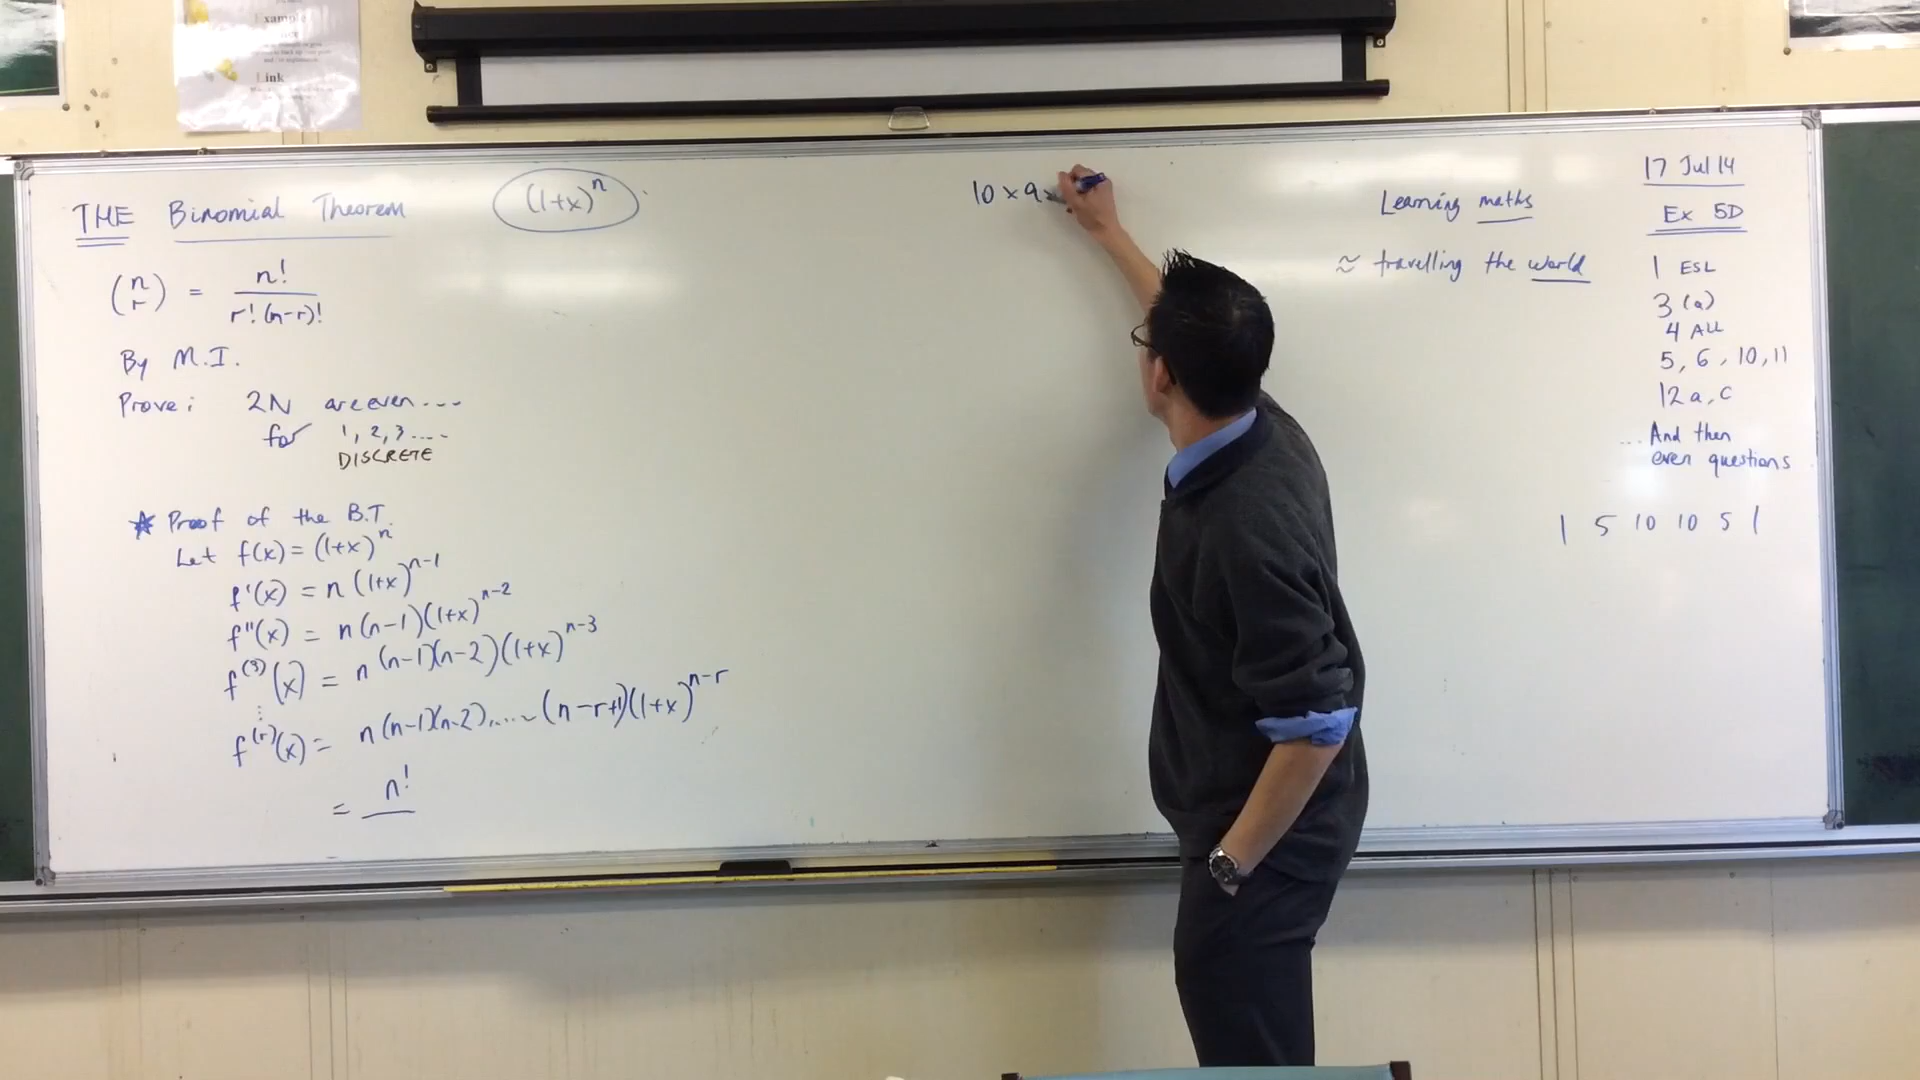 Example
Link
THE Binomial Theorem (1+x)^n
(n r) = n! / r!(n-r)!
By M.I.
Prove: 2N are even ....
for 1, 2, 3 ....
DISCRETE
★ Proof of the B.T.
Let f(x) = (1+x)^n
f'(x) = n(1+x)^n-1
f''(x) = n(n-1)(1+x)^n-2
f^(3)(x) = n(n-1)(n-2)(1+x)^n-3
⋮
f^(r)(x) = n(n-1)(n-2).....(n-r+1)(1+x)^n-r
= n!
10 × 9 ×
Learning maths
≈ travelling the world
17 Jul 14
Ex 5D
1 ESL
3 (a)
4 ALL
5, 6, 10, 11
12a, c
... And then
even questions
1 5 10 10 5 1